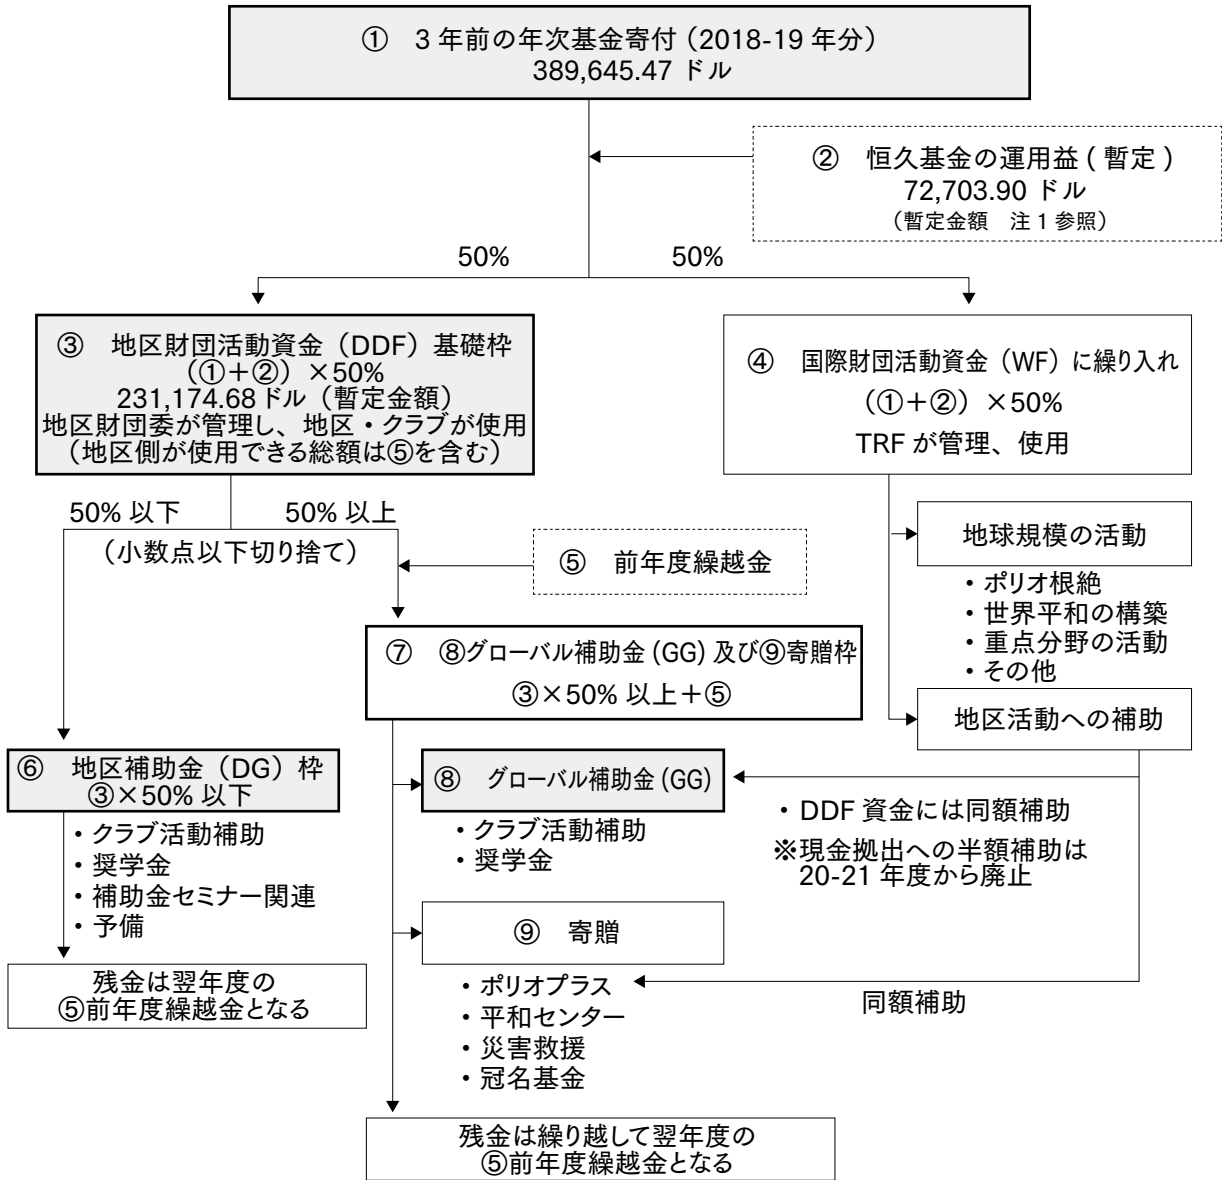 ① 3年前の年次基金寄付(2018-19年分)
389,645.47ドル
② 恒久基金の運用益(暫定)
72,703.90ドル
(暫定金額 注1参照)
50%
50%
③ 地区財団活動資金(DDF)基礎枠
(①+②)×50%
231,174.68ドル(暫定金額)
地区財団委が管理し、地区・クラブが使用
(地区側が使用できる総額は⑤を含む)
④ 国際財団活動資金(WF)に繰り入れ
(①+②)×50%
TRFが管理、使用
50%以下
50%以上
(小数点以下切り捨て)
⑤ 前年度繰越金
地球規模の活動
・ポリオ根絶
・世界平和の構築
・重点分野の活動
・その他
⑦ ⑧グローバル補助金(GG)及び⑨寄贈枠
③×50%以上+⑤
地区活動への補助
⑥ 地区補助金(DG)枠
③×50%以下
・クラブ活動補助
・奨学金
・補助金セミナー関連
・予備
⑧ グローバル補助金(GG)
・クラブ活動補助
・奨学金
・DDF資金には同額補助
※現金拠出への半額補助は
20-21年度から廃止
⑨ 寄贈
・ポリオプラス
・平和センター
・災害救援
・冠名基金
同額補助
残金は翌年度の
⑤前年度繰越金となる
残金は繰り越して翌年度の
⑤前年度繰越金となる